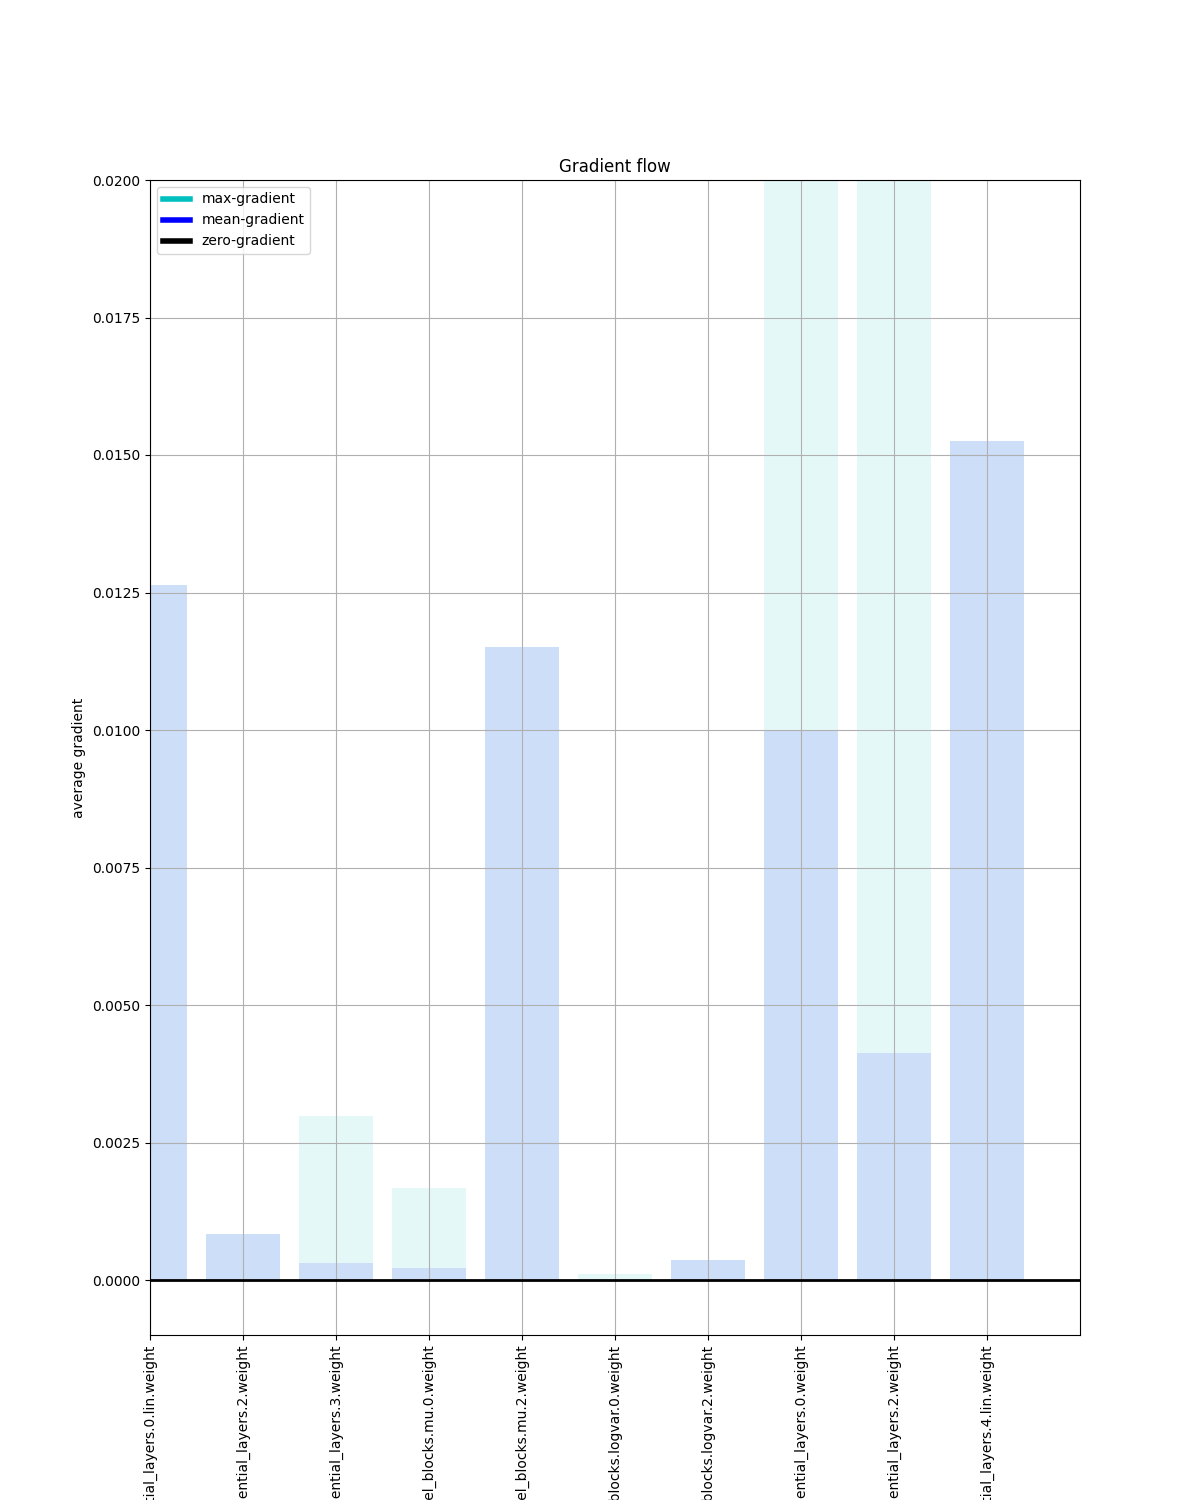 Gradient flow
max-gradient
mean-gradient
zero-gradient
0.0200
0.0175
0.0150
0.0125
0.0100
0.0075
0.0050
0.0025
0.0000
average gradient
tial_layers.0.lin.weight
ential_layers.2.weight
ential_layers.3.weight
el_blocks.mu.0.weight
el_blocks.mu.2.weight
blocks.logvar.0.weight
blocks.logvar.2.weight
ential_layers.0.weight
ential_layers.2.weight
tial_layers.4.lin.weight